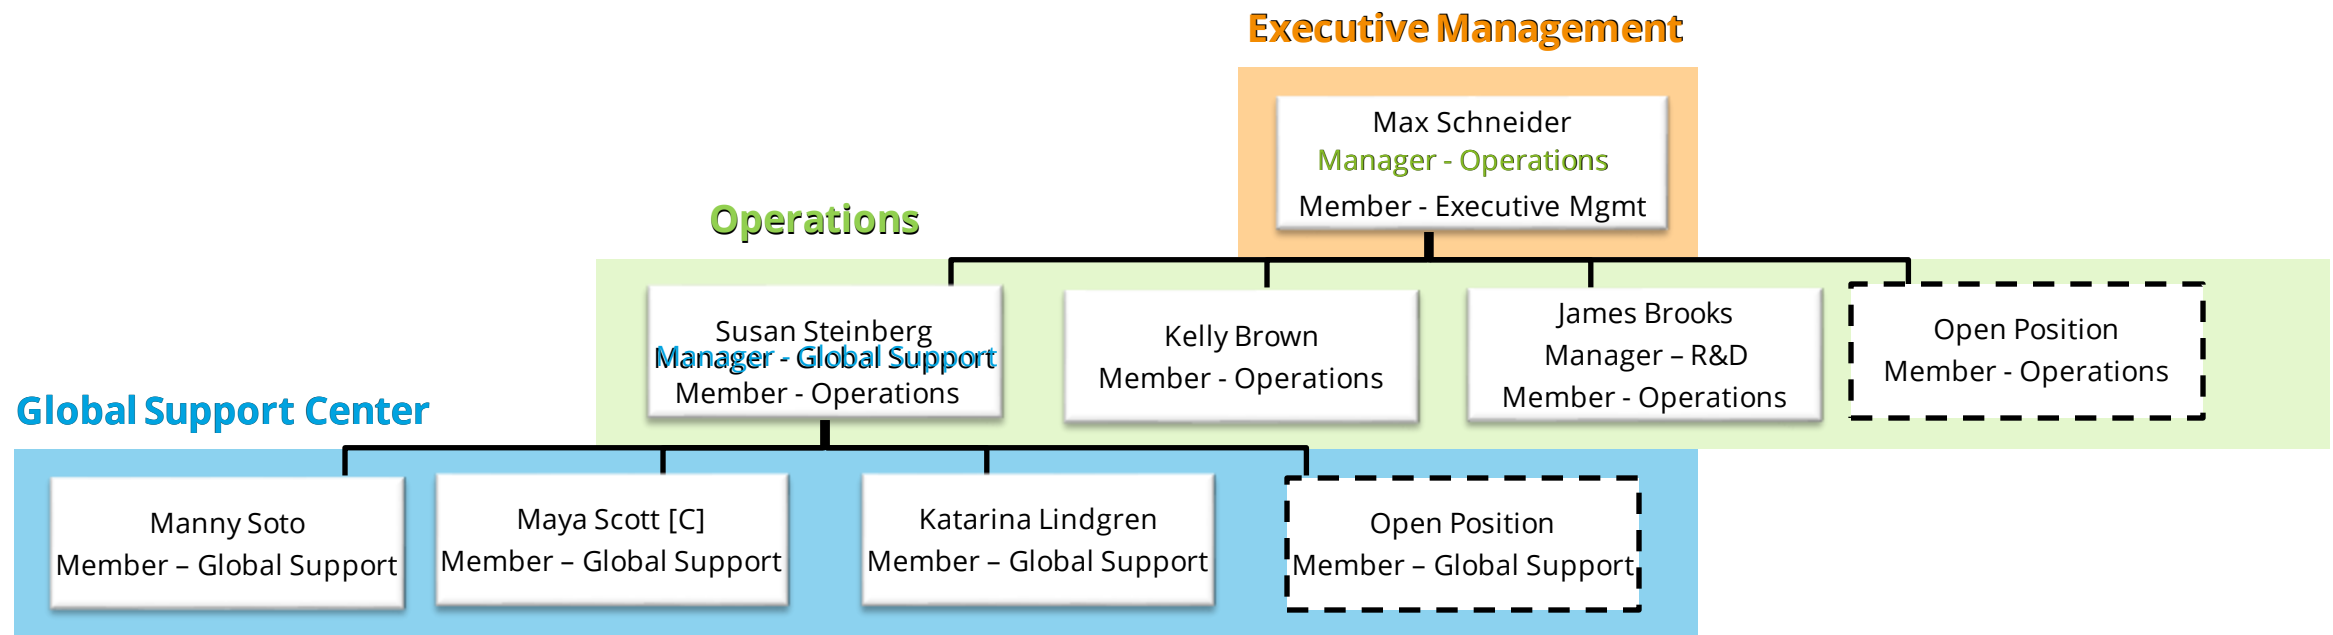 Executive Management
Max Schneider
Manager - Operations
Member - Executive Mgmt
Operations
Susan Steinberg
Manager - Global Support
Member - Operations
Kelly Brown
Member - Operations
James Brooks
Manager – R&D
Member - Operations
Open Position
Member - Operations
Global Support Center
Manny Soto
Member – Global Support
Maya Scott [C]
Member – Global Support
Katarina Lindgren
Member – Global Support
Open Position
Member – Global Support